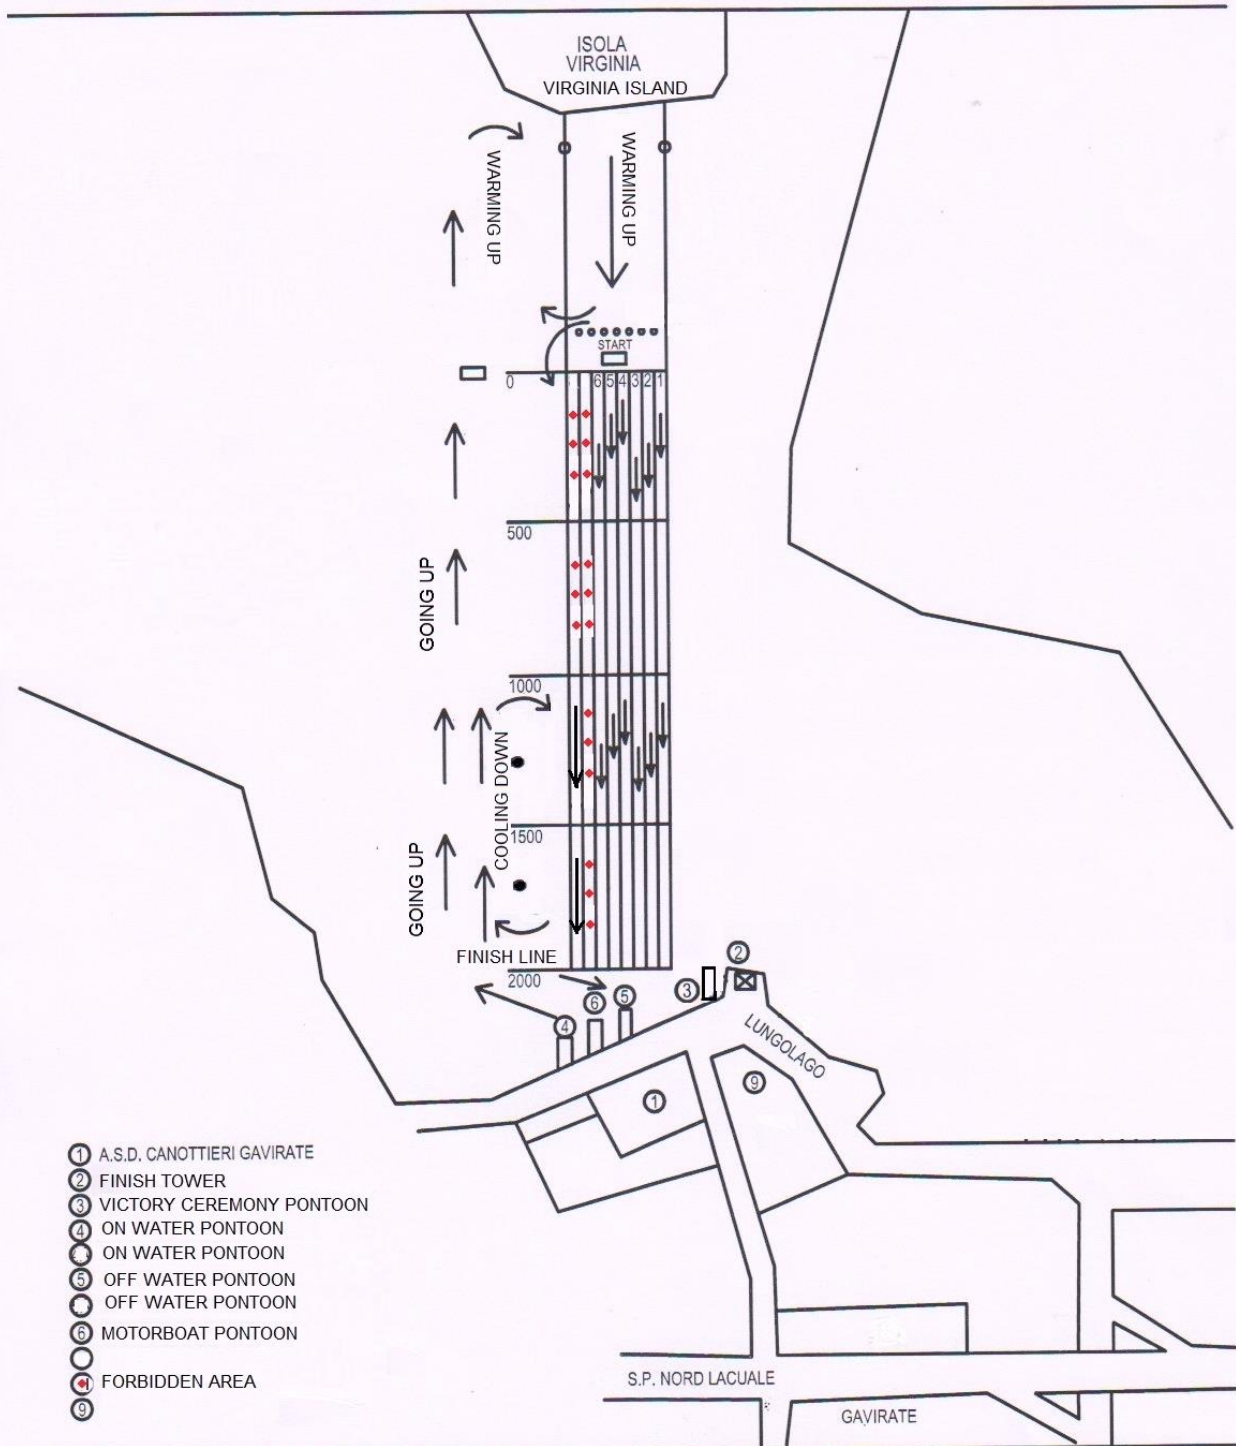 ISOLA
VIRGINIA
VIRGINIA ISLAND
WARMING UP
WARMING UP
START
0
6 5 4 3 2 1
500
GOING UP
1000
COOLING DOWN
1500
GOING UP
FINISH LINE
2000
2
3
5
6
4
LUNGOLAGO
9
1
1 A.S.D. CANOTTIERI GAVIRATE
2 FINISH TOWER
3 VICTORY CEREMONY PONTOON
4 ON WATER PONTOON
ON WATER PONTOON
5 OFF WATER PONTOON
OFF WATER PONTOON
6 MOTORBOAT PONTOON
FORBIDDEN AREA
9
S.P. NORD LACUALE
GAVIRATE